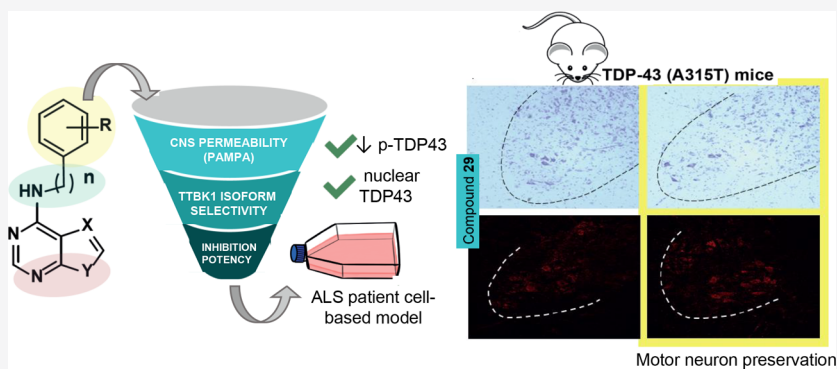 R
n
HN
N
X
N
Y
CNS PERMEABILITY
(PAMPA)
TTBK1 ISOFORM
SELECTIVITY
INHIBITION
POTENCY
↓ p-TDP43
nuclear
TDP43
ALS patient cell-
based model
TDP-43 (A315T) mice
Compound 29
Motor neuron preservation